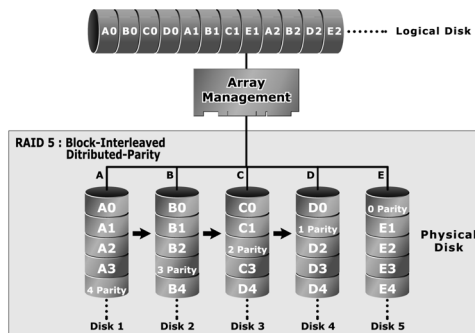 A0 B0 C0 D0 A1 B1 C1 E1 A2 B2 D2 E2 Logical Disk
Array
Management
RAID 5 : Block-Interleaved
Ditributed-Parity
A B C D E
A0 B0 C0 D0 0 Parity
A1 B1 C1 1 Parity E1
A2 B2 2 Parity D2 E2
A3 3 Parity C3 D3 E3
4 Parity B4 D4 D4 E4
Physical
Disk
Disk 1 Disk 2 Disk 3 Disk 4 Disk 5